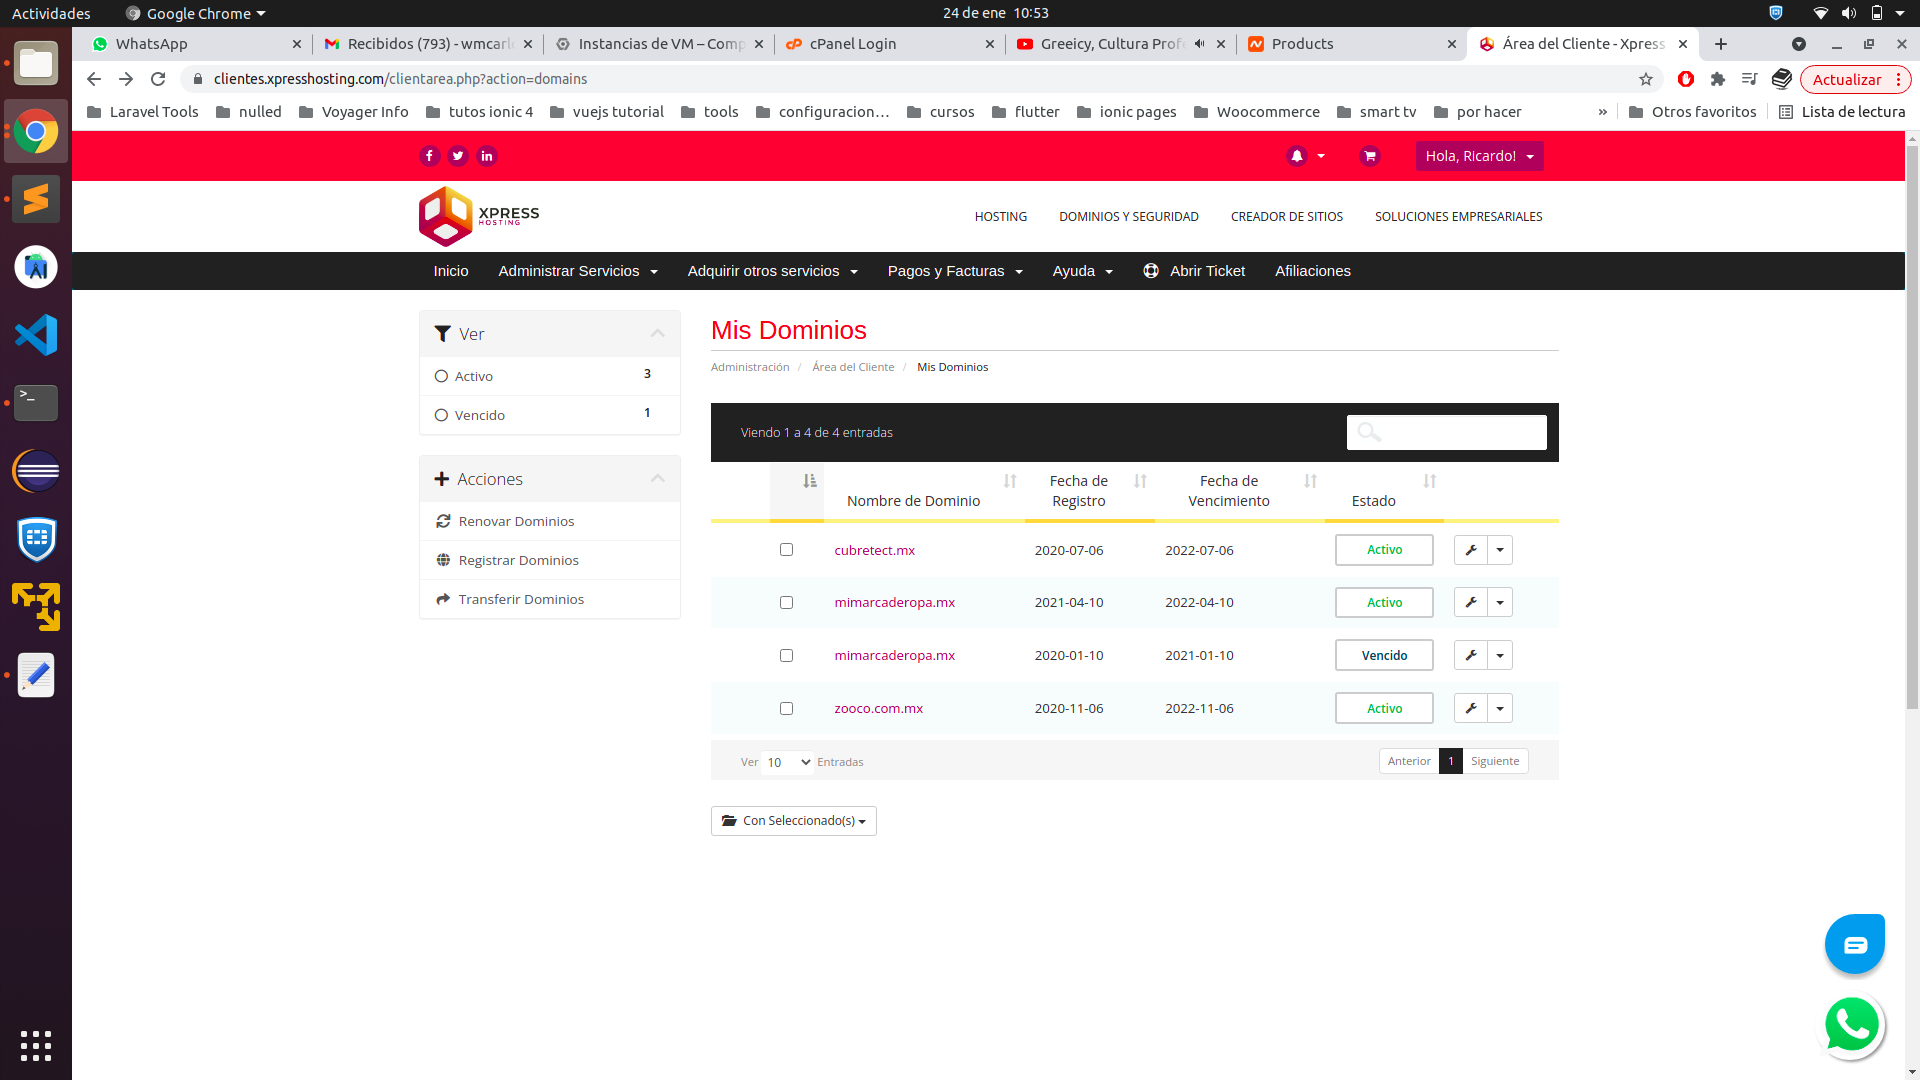 Actividades
Google Chrome
24 de ene 10:53
WhatsApp
Recibidos (793) - wmcarl
Instancias de VM – Comp
cPanel Login
Greeicy, Cultura Profe
Products
Área del Cliente - Xpress
clientes.xpresshosting.com/clientarea.php?action=domains
Actualizar
Laravel Tools
nulled
Voyager Info
tutos ionic 4
vuejs tutorial
tools
configuracion...
cursos
flutter
ionic pages
Woocommerce
smart tv
por hacer
»
Otros favoritos
Lista de lectura
Hola, Ricardo!
XPRESS
HOSTING
HOSTING
DOMINIOS Y SEGURIDAD
CREADOR DE SITIOS
SOLUCIONES EMPRESARIALES
Inicio
Administrar Servicios
Adquirir otros servicios
Pagos y Facturas
Ayuda
Abrir Ticket
Afiliaciones
Ver
Activo 3
Vencido 1
Acciones
Renovar Dominios
Registrar Dominios
Transferir Dominios
Mis Dominios
Administración / Área del Cliente / Mis Dominios
Viendo 1 a 4 de 4 entradas
Nombre de Dominio
Fecha de Registro
Fecha de Vencimiento
Estado
cubretect.mx 2020-07-06 2022-07-06 Activo
mimarcaderopa.mx 2021-04-10 2022-04-10 Activo
mimarcaderopa.mx 2020-01-10 2021-01-10 Vencido
zooco.com.mx 2020-11-06 2022-11-06 Activo
Ver 10 Entradas
Anterior 1 Siguiente
Con Seleccionado(s)